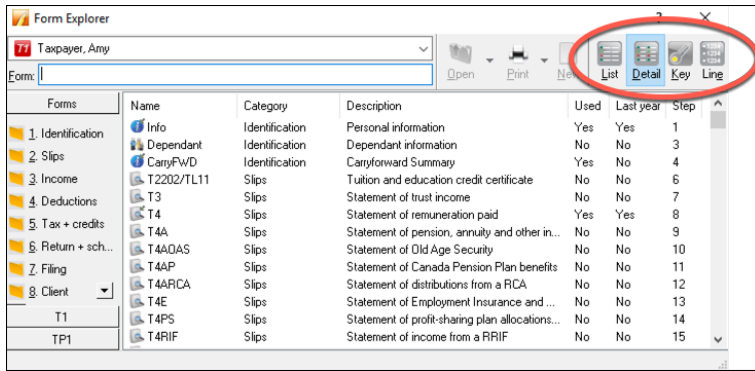 Form Explorer
?
T1 Taxpayer, Amy
Form:
Open Print New List Detail Key Line
Forms
1. Identification
2. Slips
3. Income
4. Deductions
5. Tax + credits
6. Return + sch...
7. Filing
8. Client
T1
TP1
Name Category Description Used Last year Step
Info Identification Personal information Yes Yes 1
Dependant Identification Dependant information No No 3
CarryFWD Identification Carryforward Summary Yes No 4
T2202/TL11 Slips Tuition and education credit certificate No No 6
T3 Slips Statement of trust income No No 7
T4 Slips Statement of remuneration paid Yes Yes 8
T4A Slips Statement of pension, annuity and other in... No No 9
T4AOAS Slips Statement of Old Age Security No No 10
T4AP Slips Statement of Canada Pension Plan benefits No No 11
T4ARCA Slips Statement of distributions from a RCA No No 12
T4E Slips Statement of Employment Insurance and ... No No 13
T4PS Slips Statement of profit-sharing plan allocations... No No 14
T4RIF Slips Statement of income from a RRIF No No 15